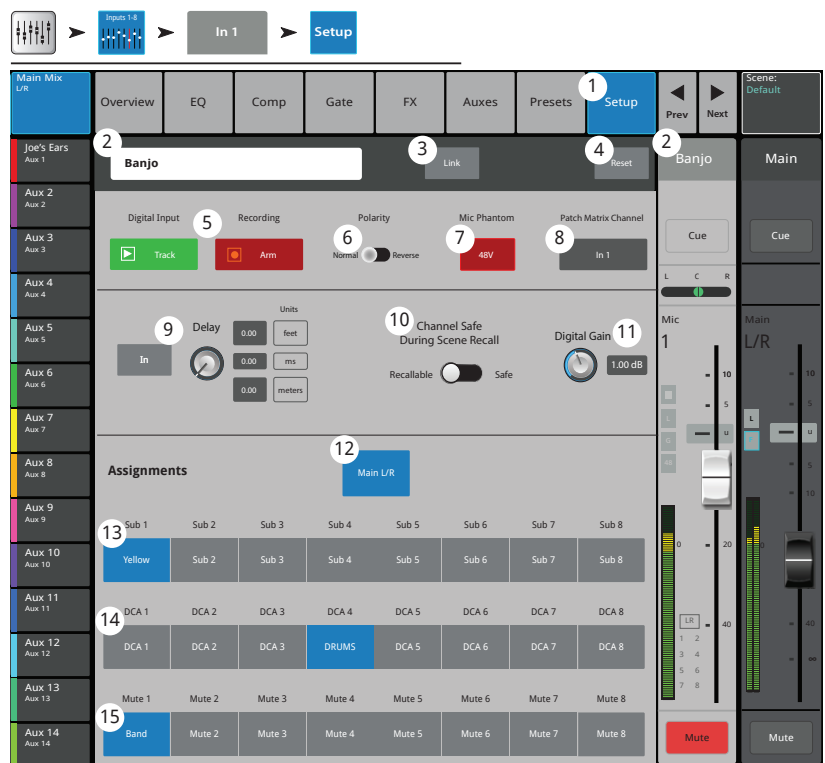 Inputs 1-8
In 1
Setup
Main Mix
L/R
Overview
EQ
Comp
Gate
FX
Auxes
Presets
1
Setup
Prev
Next
Scene:
Default
Joe's Ears
Aux 1
Aux 2
Aux 2
Aux 3
Aux 3
Aux 4
Aux 4
Aux 5
Aux 5
Aux 6
Aux 6
Aux 7
Aux 7
Aux 8
Aux 8
Aux 9
Aux 9
Aux 10
Aux 10
Aux 11
Aux 11
Aux 12
Aux 12
Aux 13
Aux 13
Aux 14
Aux 14
2
Banjo
3
Link
4
Reset
Digital Input
5
Recording
Polarity
Mic Phantom
Patch Matrix Channel
Track
Arm
6
Normal
Reverse
7
48V
8
In 1
9
In
Delay
Units
0.00
feet
0.00
ms
0.00
meters
10
Channel Safe
During Scene Recall
Recallable
Safe
Digital Gain
11
1.00 dB
Assignments
12
Main L/R
13
Sub 1
Sub 2
Sub 3
Sub 4
Sub 5
Sub 6
Sub 7
Sub 8
Yellow
Sub 2
Sub 3
Sub 4
Sub 5
Sub 6
Sub 7
Sub 8
14
DCA 1
DCA 2
DCA 3
DCA 4
DCA 5
DCA 6
DCA 7
DCA 8
DCA 1
DCA 2
DCA 3
DRUMS
DCA 5
DCA 6
DCA 7
DCA 8
15
Mute 1
Mute 2
Mute 3
Mute 4
Mute 5
Mute 6
Mute 7
Mute 8
Band
Mute 2
Mute 3
Mute 4
Mute 5
Mute 6
Mute 7
Mute 8
2
Banjo
Cue
L C R
Mic
1
10
5
L
G
48
U
0
20
LR
40
1 2
3 4
5 6
7 8
Mute
Main
Cue
Main
L/R
10
5
L
U
5
10
0
20
40
∞
Mute